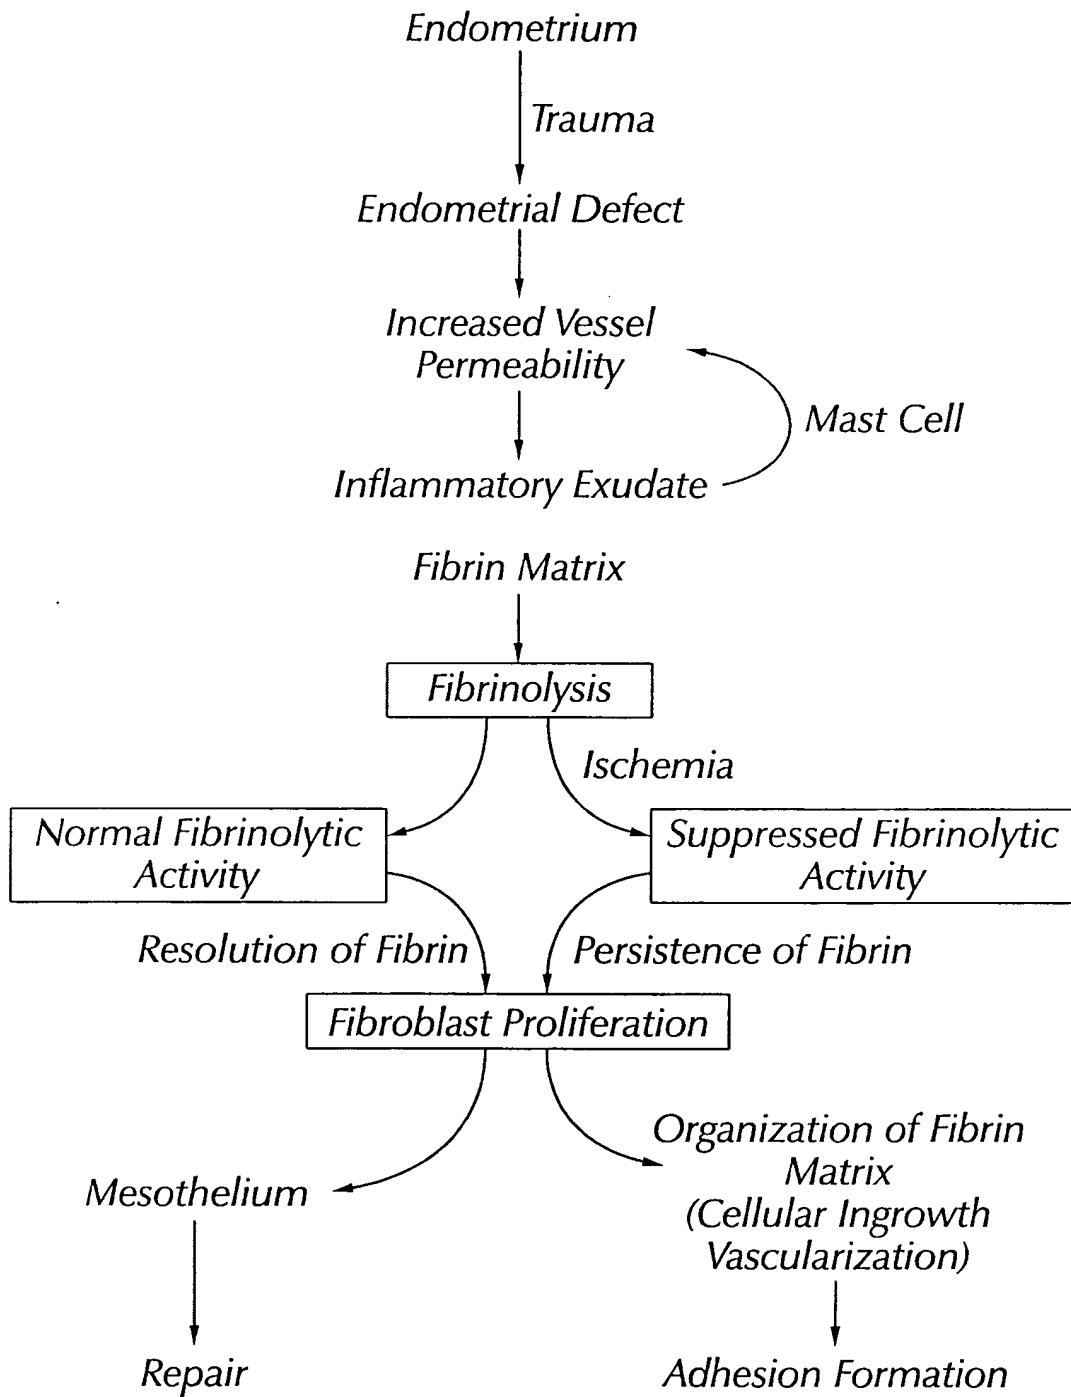 Endometrium
Trauma
Endometrial Defect
Increased Vessel
Permeability
Mast Cell
Inflammatory Exudate
Fibrin Matrix
Fibrinolysis
Ischemia
Normal Fibrinolytic
Activity
Suppressed Fibrinolytic
Activity
Resolution of Fibrin
Persistence of Fibrin
Fibroblast Proliferation
Organization of Fibrin
Matrix
(Cellular Ingrowth
Vascularization)
Mesothelium
Repair
Adhesion Formation